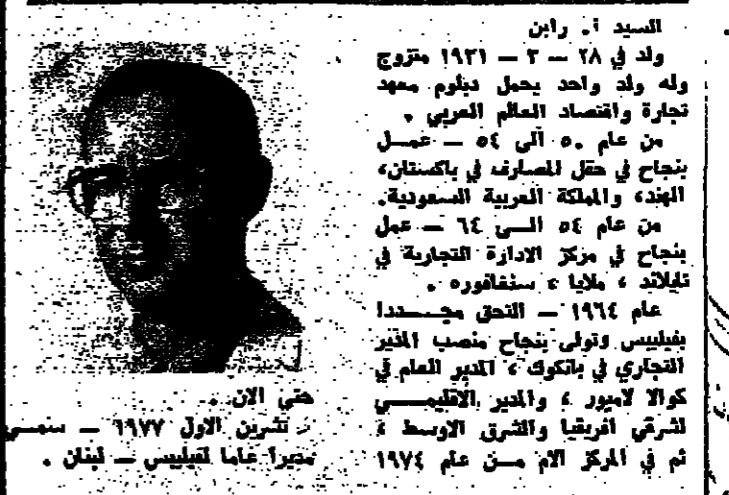 السيد أ. رابن
ولد في ٢٨ — ٣ — ١٩٢١ متزوج
وله ولد واحد يحمل دبلوم معهد
تجارة واقتصاد العالم العربي .
من عام ٥٠ الى ٥٤ — عمل
بنجاح في حقل المصارف في باكستان،
الهند، والمملكة العربية السعودية.
من عام ٥٤ الى ٦٤ — عمل
بنجاح في مركز الادارة التجارية في
تايلاند ، ملايا ، سنغافوره .
عام ١٩٦٤ — التحق مجددا
بفيليبس وتولى بنجاح منصب المدير
التجاري في بانكوك ، المدير العام في
كوالا لامبور ، والمدير الاقليمي
لشرقي افريقيا والشرق الاوسط ،
ثم في المركز الام من عام ١٩٧٤
حتى الان .
تشرين الاول ١٩٧٧ — سمي
مديرا عاما لفيليبس — لبنان .